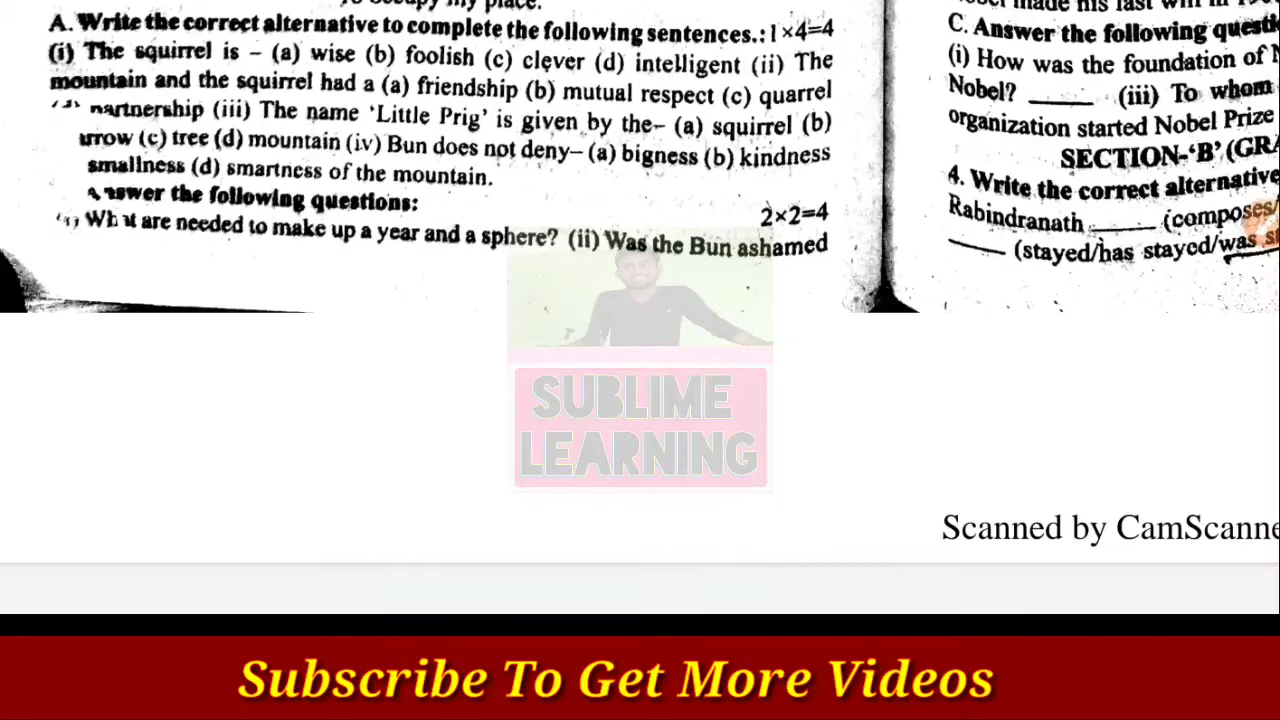 To occupy my place.
A. Write the correct alternative to complete the following sentences.: 1×4=4
(i) The squirrel is – (a) wise (b) foolish (c) clever (d) intelligent (ii) The
mountain and the squirrel had a (a) friendship (b) mutual respect (c) quarrel
(d) partnership (iii) The name 'Little Prig' is given by the– (a) squirrel (b)
(c) tree (d) mountain (iv) Bun does not deny– (a) bigness (b) kindness
smallness (d) smartness of the mountain.
Answer the following questions: 2×2=4
(i) What are needed to make up a year and a sphere? (ii) Was the Bun ashamed
made his last will in
C. Answer the following questi
(i) How was the foundation of N
Nobel? ______ (iii) To whom
organization started Nobel Prize
SECTION-'B' (GRA
4. Write the correct alternative
Rabindranath ______ (composes/
______ (stayed/has stayed/was s
SUBLIME
LEARNING
Scanned by CamScanne
Subscribe To Get More Videos